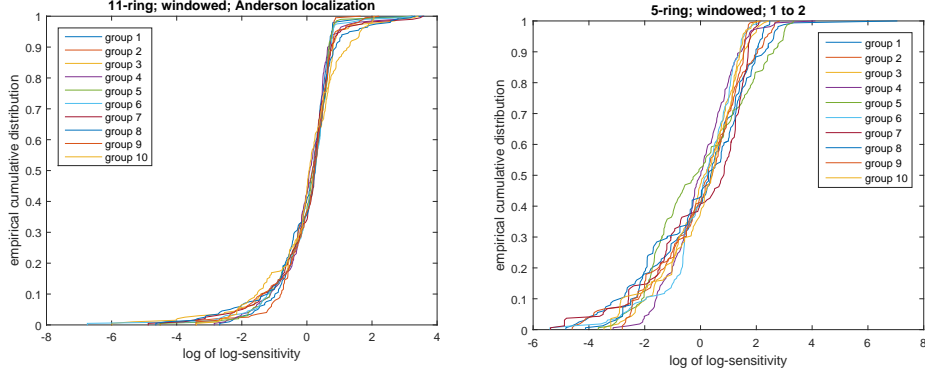 11-ring; windowed; Anderson localization
empirical cumulative distribution
1
0.9
0.8
0.7
0.6
0.5
0.4
0.3
0.2
0.1
0
group 1
group 2
group 3
group 4
group 5
group 6
group 7
group 8
group 9
group 10
-8 -6 -4 -2 0 2 4
log of log-sensitivity
5-ring; windowed; 1 to 2
empirical cumulative distribution
1
0.9
0.8
0.7
0.6
0.5
0.4
0.3
0.2
0.1
0
group 1
group 2
group 3
group 4
group 5
group 6
group 7
group 8
group 9
group 10
-6 -4 -2 0 2 4 6 8
log of log-sensitivity